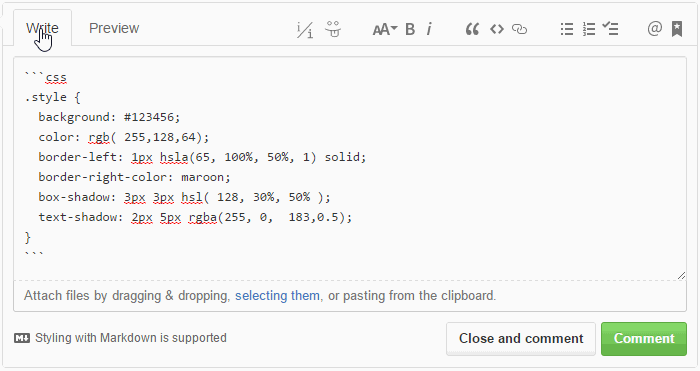 Write Preview i/i AA B i “ <> @
```css
.style {
  background: #123456;
  color: rgb( 255,128,64);
  border-left: 1px hsla(65, 100%, 50%, 1) solid;
  border-right-color: maroon;
  box-shadow: 3px 3px hsl( 128, 30%, 50% );
  text-shadow: 2px 5px rgba(255, 0,  183,0.5);
}
```
Attach files by dragging & dropping, selecting them, or pasting from the clipboard.
M↓ Styling with Markdown is supported Close and comment Comment